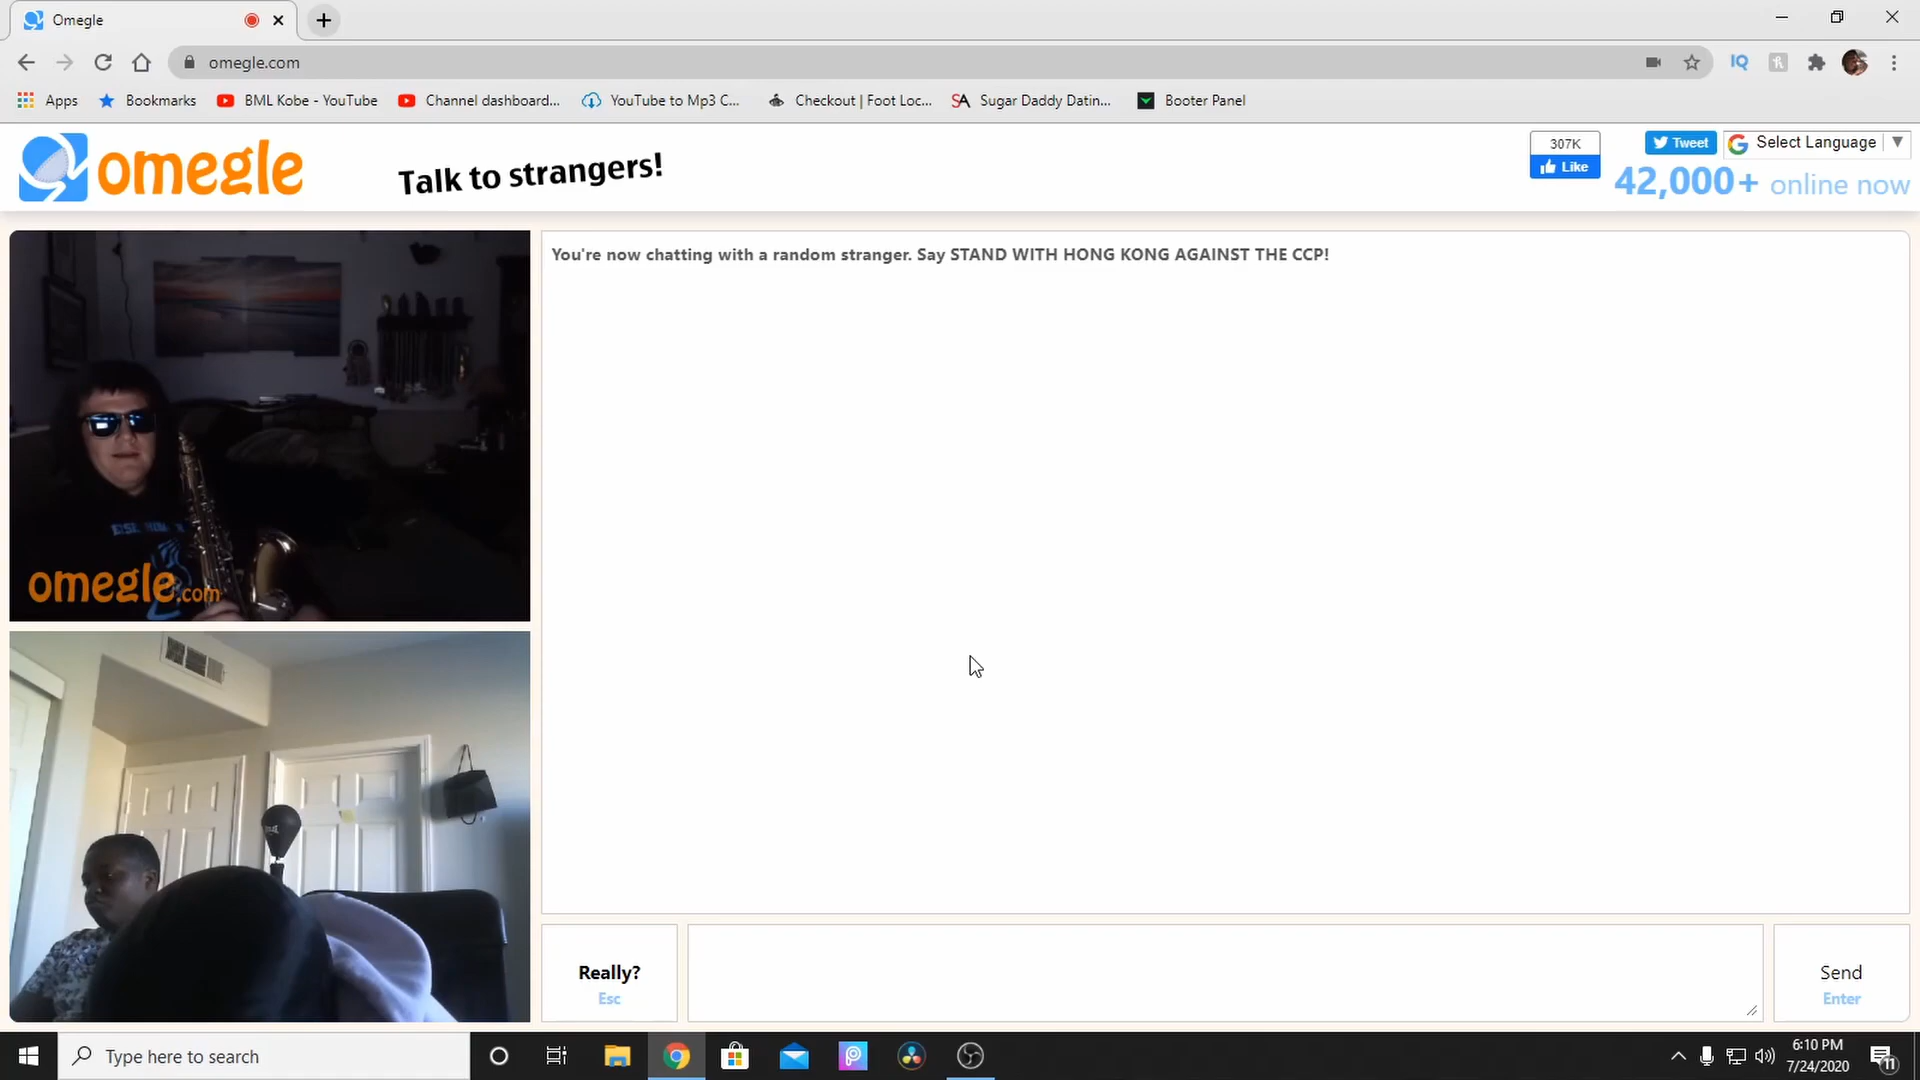 Omegle
omegle.com
IQ
Apps
Bookmarks
BML Kobe - YouTube
Channel dashboard...
YouTube to Mp3 C...
Checkout | Foot Loc...
SA Sugar Daddy Datin...
Booter Panel
omegle
Talk to strangers!
307K
Like
Tweet
G Select Language
42,000+ online now
You're now chatting with a random stranger. Say STAND WITH HONG KONG AGAINST THE CCP!
omegle.com
Really?
Esc
Send
Enter
Type here to search
6:10 PM
7/24/2020
11